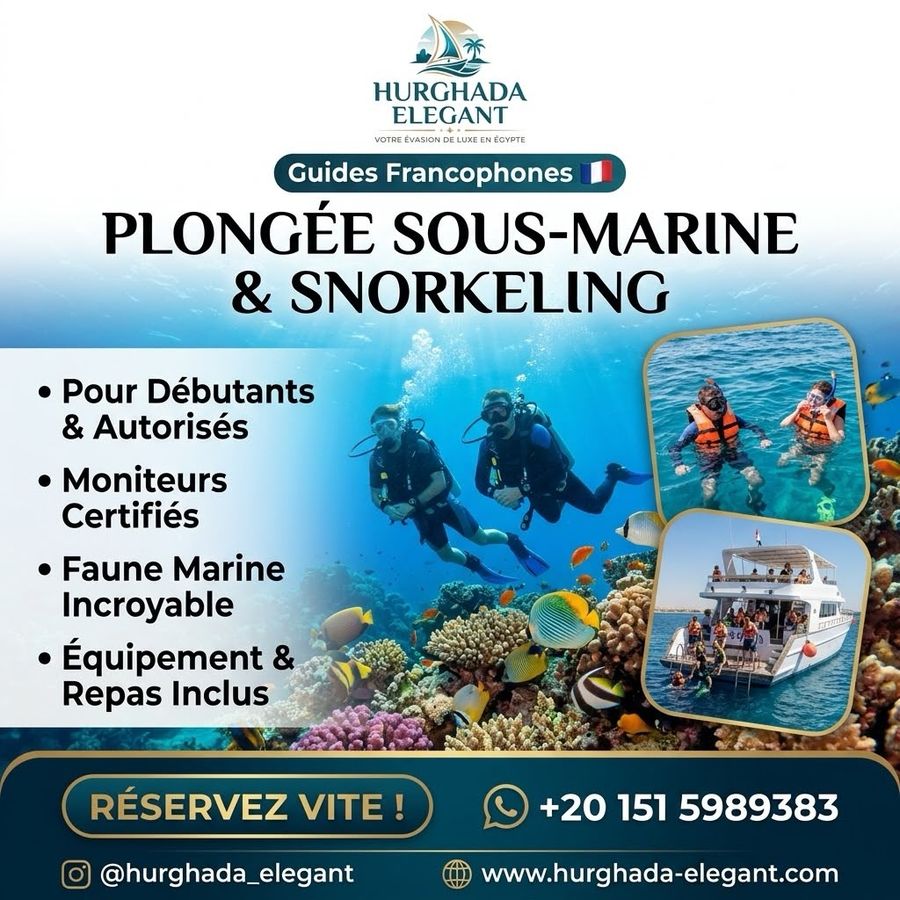 HURGHADA
ELEGANT
VOTRE ÉVASION DE LUXE EN ÉGYPTE
Guides Francophones 🇫🇷
PLONGÉE SOUS-MARINE
& SNORKELING
• Pour Débutants
& Autorisés
• Moniteurs
Certifiés
• Faune Marine
Incroyable
• Équipement &
Repas Inclus
RÉSERVEZ VITE !
+20 151 5989383
@hurghada_elegant
www.hurghada-elegant.com